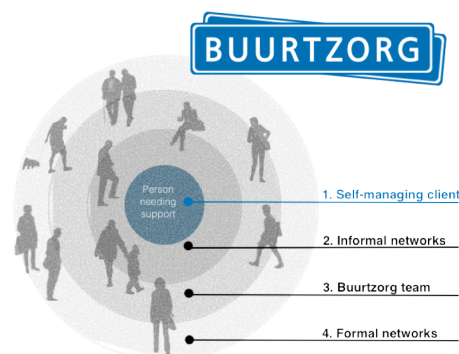 BUURTZORG
Person
needing
support
1. Self-managing client
2. Informal networks
3. Buurtzorg team
4. Formal networks